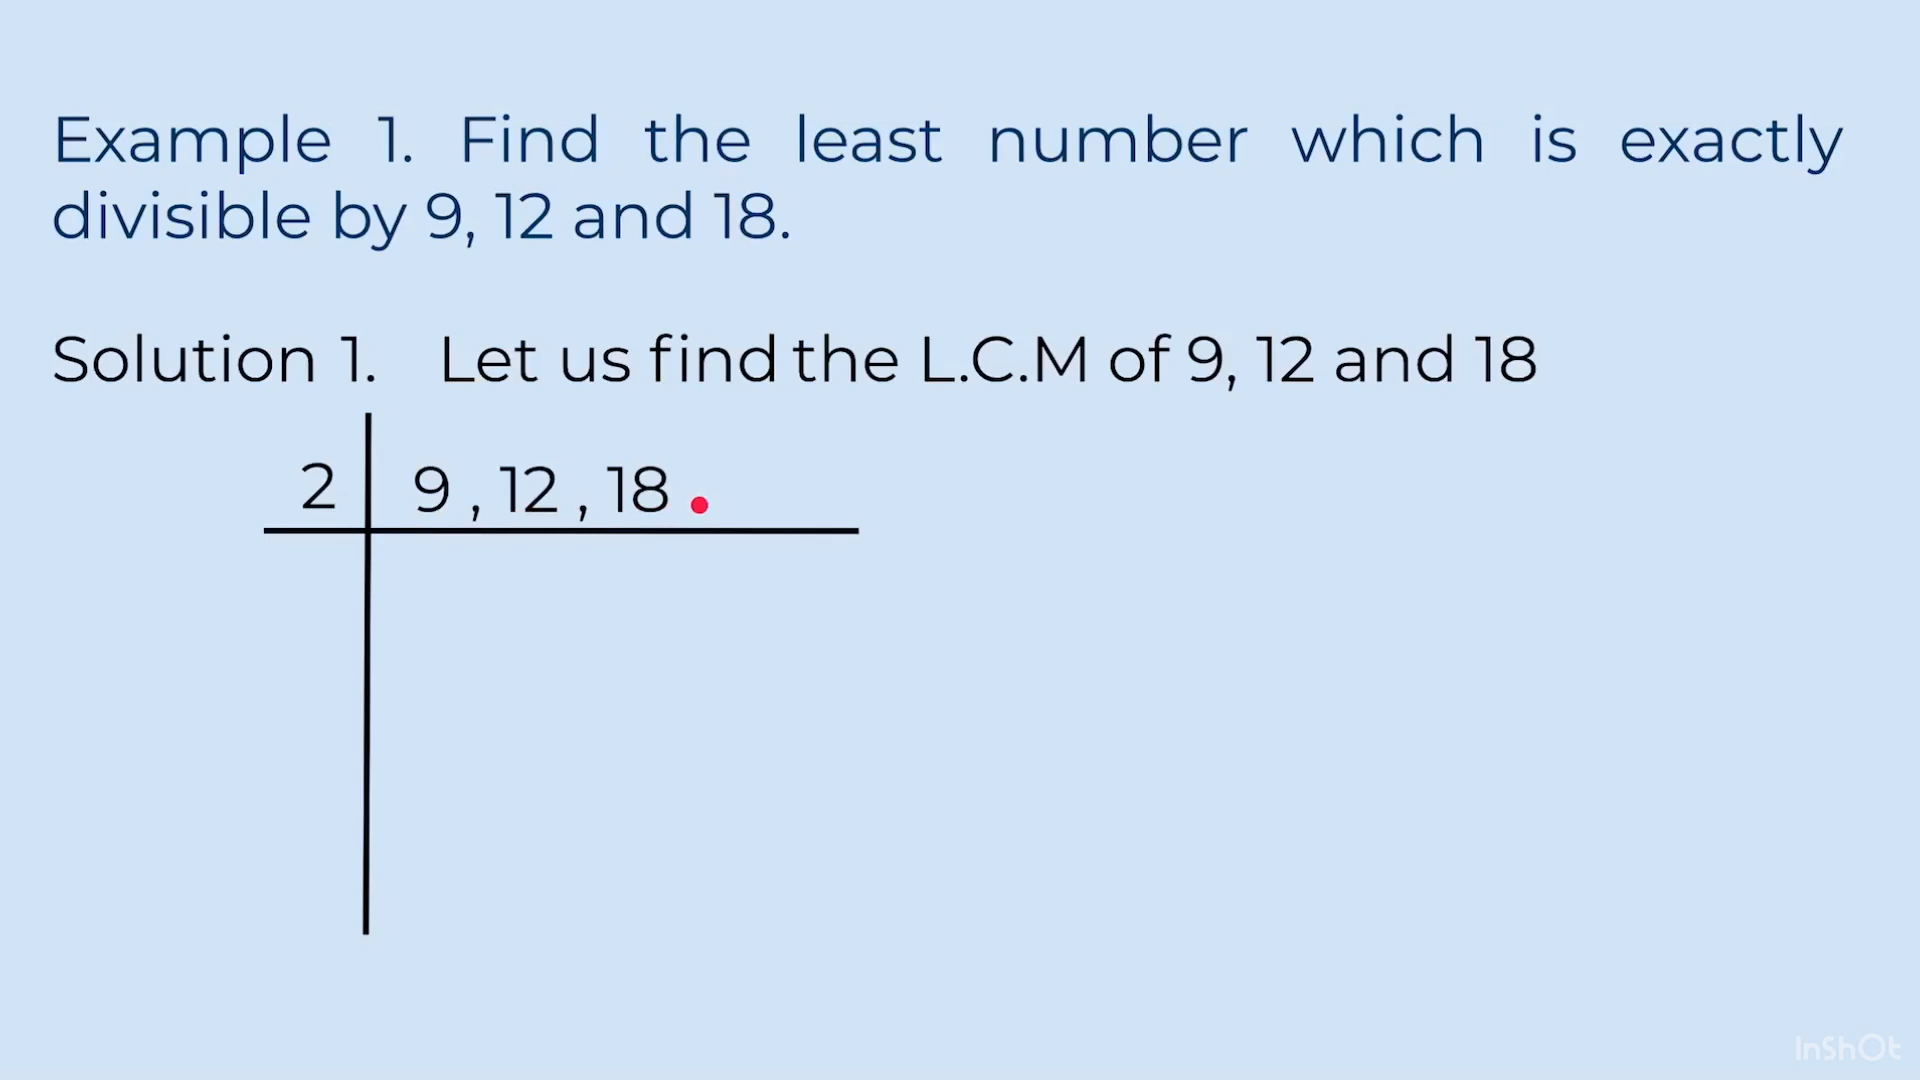 Example 1. Find the least number which is exactly
divisible by 9, 12 and 18.
Solution 1. Let us find the L.C.M of 9, 12 and 18
2 9 , 12 , 18
InShOt